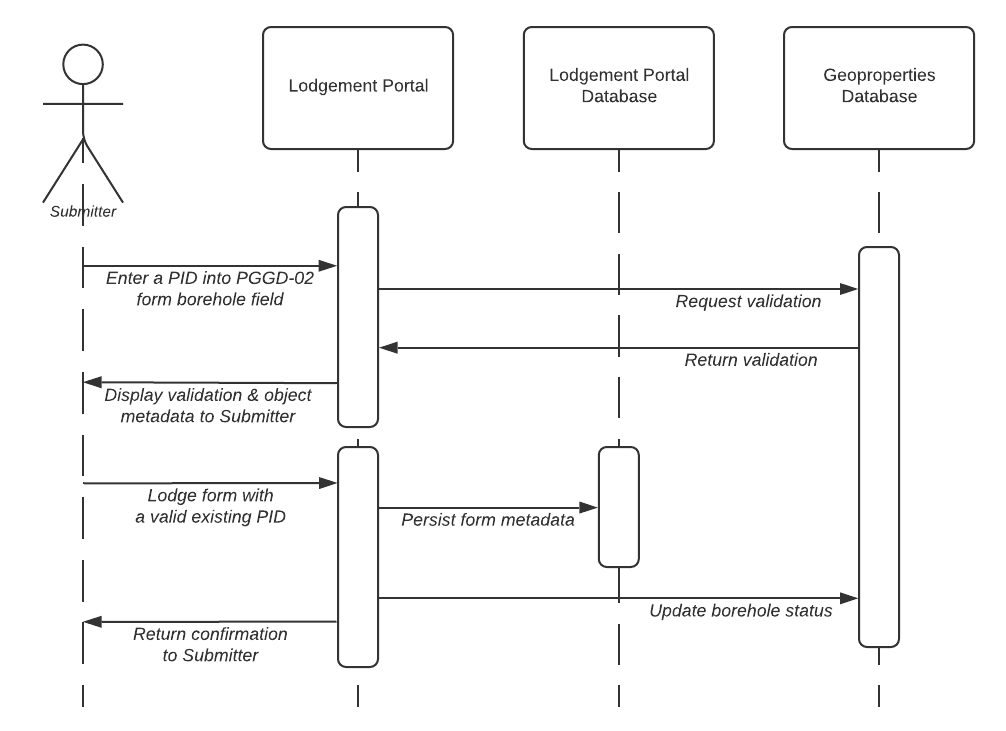 Lodgement Portal
Lodgement Portal
Database
Geoproperties
Database
Submitter
Enter a PID into PGGD-02
form borehole field
Request validation
Return validation
Display validation & object
metadata to Submitter
Lodge form with
a valid existing PID
Persist form metadata
Update borehole status
Return confirmation
to Submitter